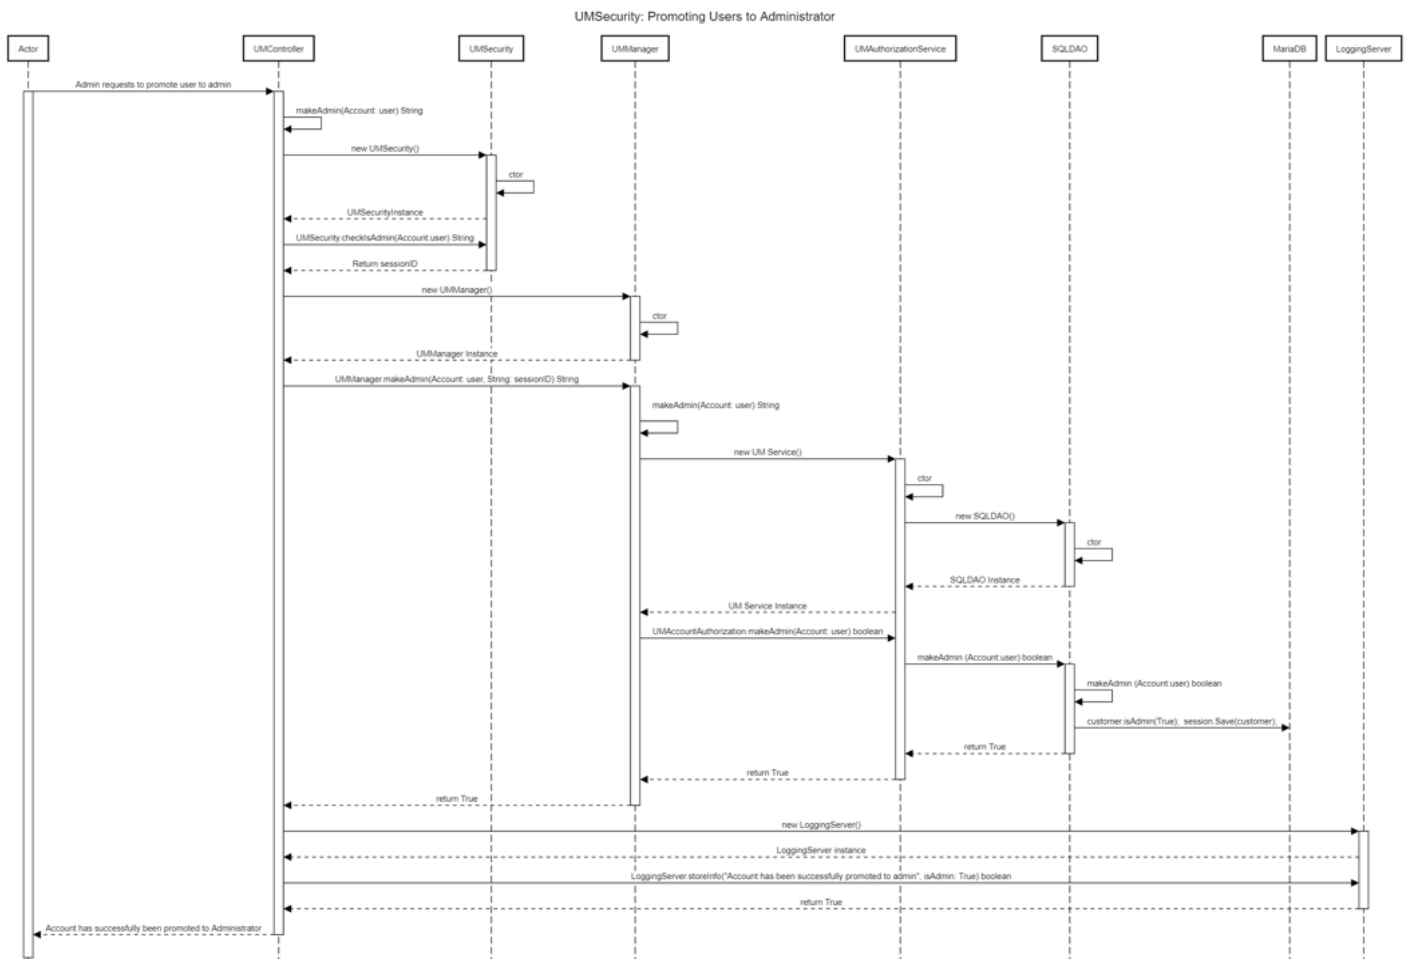 UMSecurity: Promoting Users to Administrator
Actor
UMController
UMSecurity
UMManager
UMAuthorizationService
SQLDAO
MariaDB
LoggingServer
Admin requests to promote user to admin
makeAdmin(Account: user) String
new UMSecurity()
ctor
UMSecurityInstance
UMSecurity.checkIsAdmin(Account:user) String
Return sessionID
new UMManager()
ctor
UMManager Instance
UMManager.makeAdmin(Account: user, String: sessionID) String
makeAdmin(Account: user) String
new UM Service()
ctor
new SQLDAO()
ctor
SQLDAO Instance
UM Service Instance
UMAccountAuthorization.makeAdmin(Account: user) boolean
makeAdmin (Account:user) boolean
makeAdmin (Account:user) boolean
customer.isAdmin(True); session.Save(customer);
return True
return True
return True
new LoggingServer()
LoggingServer instance
LoggingServer.storeInfo("Account has been successfully promoted to admin", isAdmin: True) boolean
return True
Account has successfully been promoted to Administrator